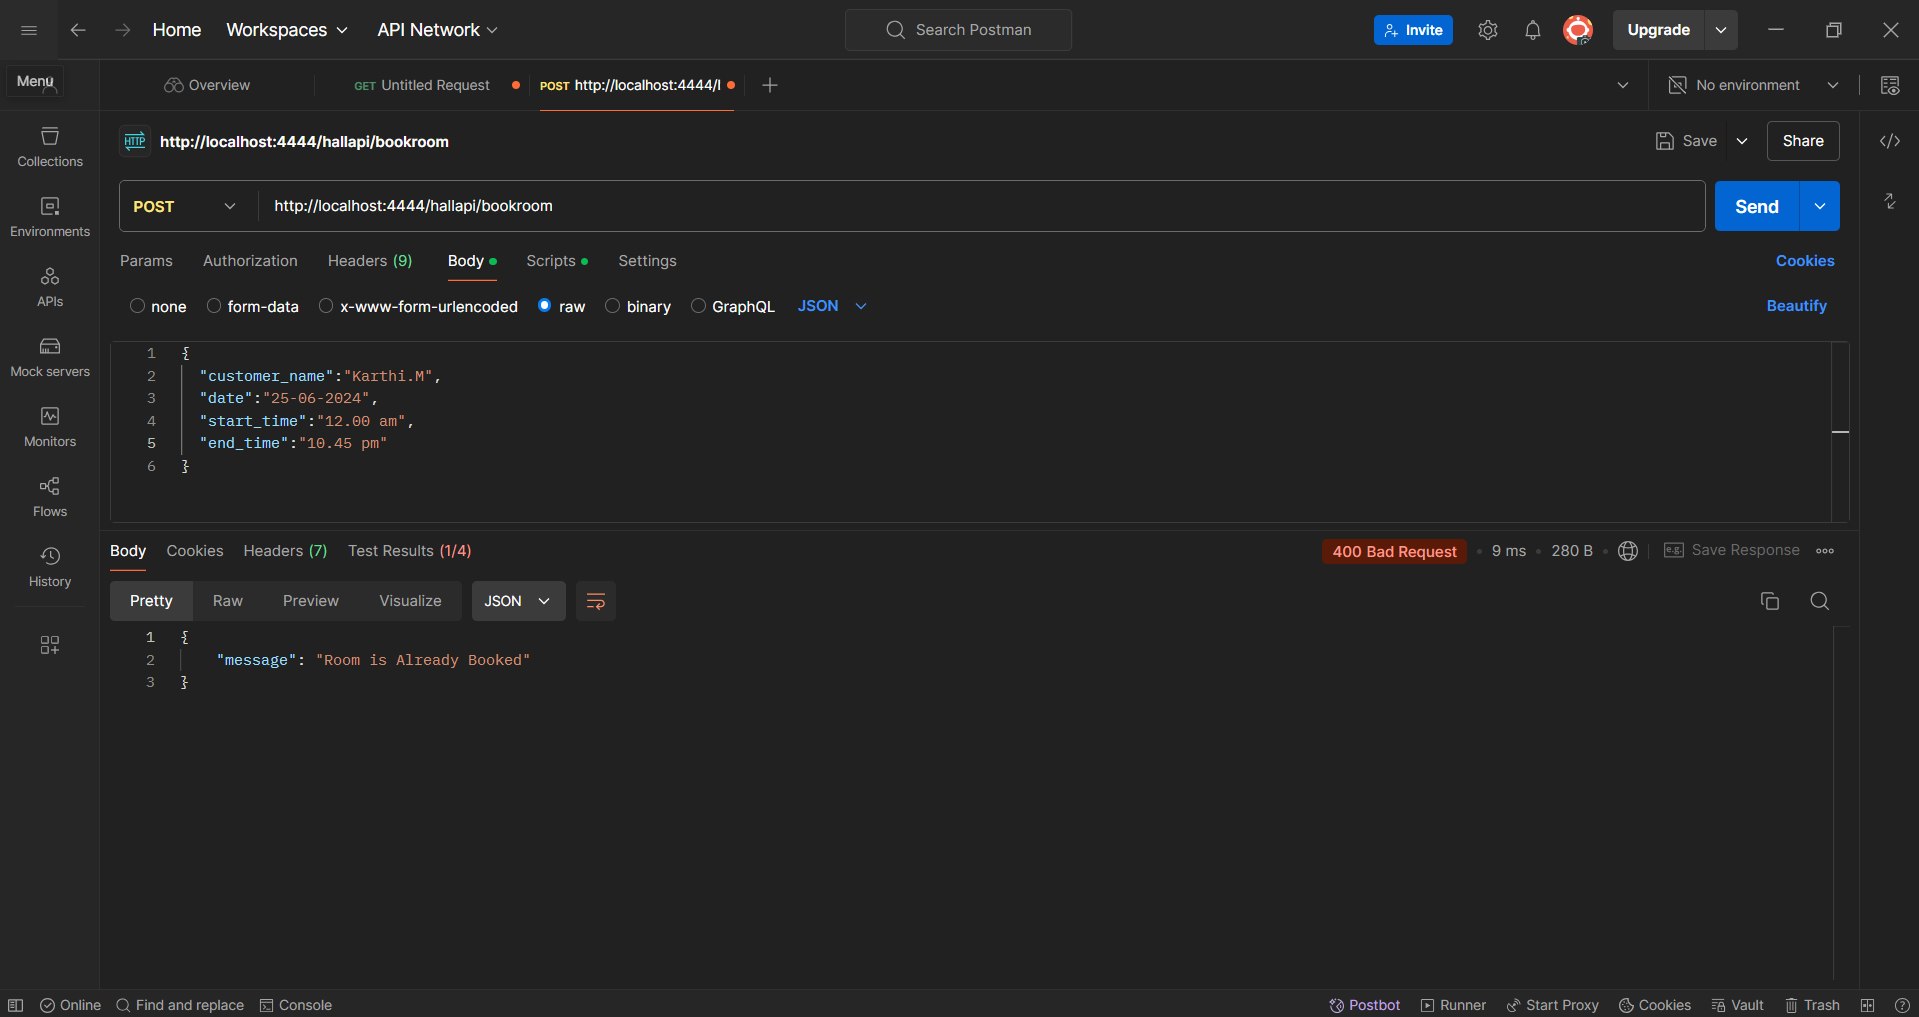 Home Workspaces API Network Search Postman Invite Upgrade
Menu Overview GET Untitled Request POST http://localhost:4444/l No environment
HTTP http://localhost:4444/hallapi/bookroom Save Share
POST http://localhost:4444/hallapi/bookroom Send
Params Authorization Headers (9) Body Scripts Settings Cookies
none form-data x-www-form-urlencoded raw binary GraphQL JSON Beautify
Collections
Environments
APIs
Mock servers
Monitors
Flows
History
1 {
2 "customer_name":"Karthi.M",
3 "date":"25-06-2024",
4 "start_time":"12.00 am",
5 "end_time":"10.45 pm"
6 }
Body Cookies Headers (7) Test Results (1/4) 400 Bad Request 9 ms 280 B e.g. Save Response
Pretty Raw Preview Visualize JSON
1 {
2 "message": "Room is Already Booked"
3 }
Online Find and replace Console Postbot Runner Start Proxy Cookies Vault Trash